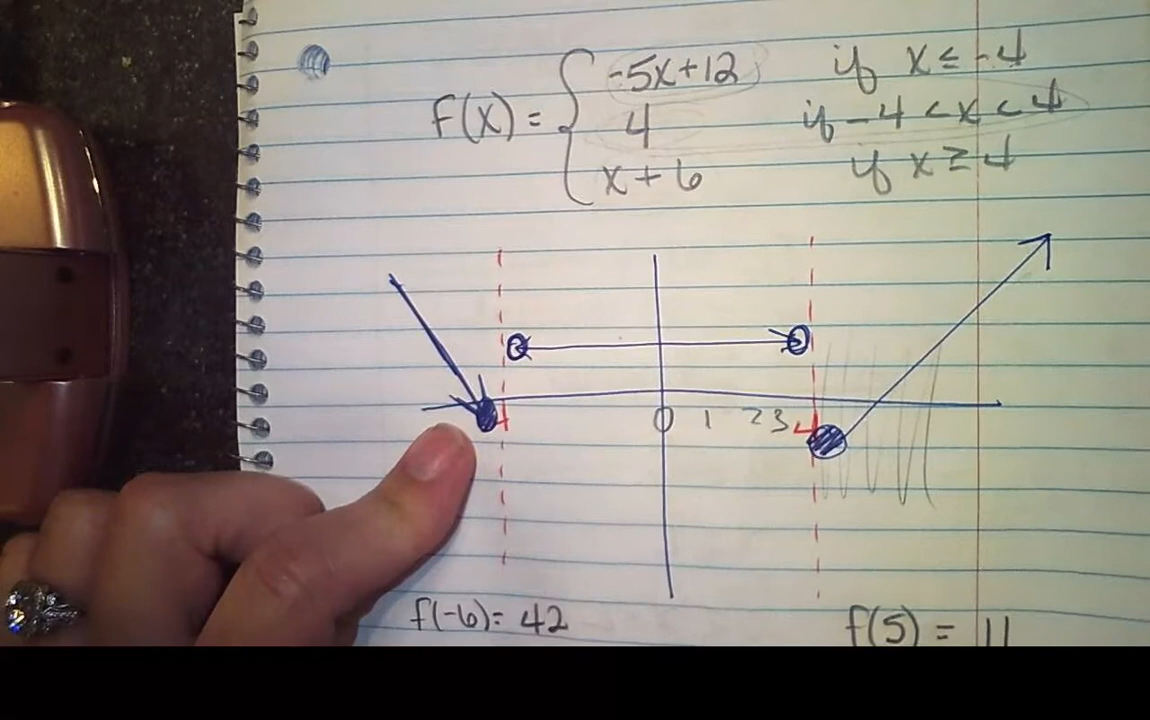 f(x) = { -5x+12 if x ≤ -4
4 if -4 < x < 4
x + 6 if x ≥ 4
4 0 1 2 3 4
f(-6) = 42 f(5) = 11